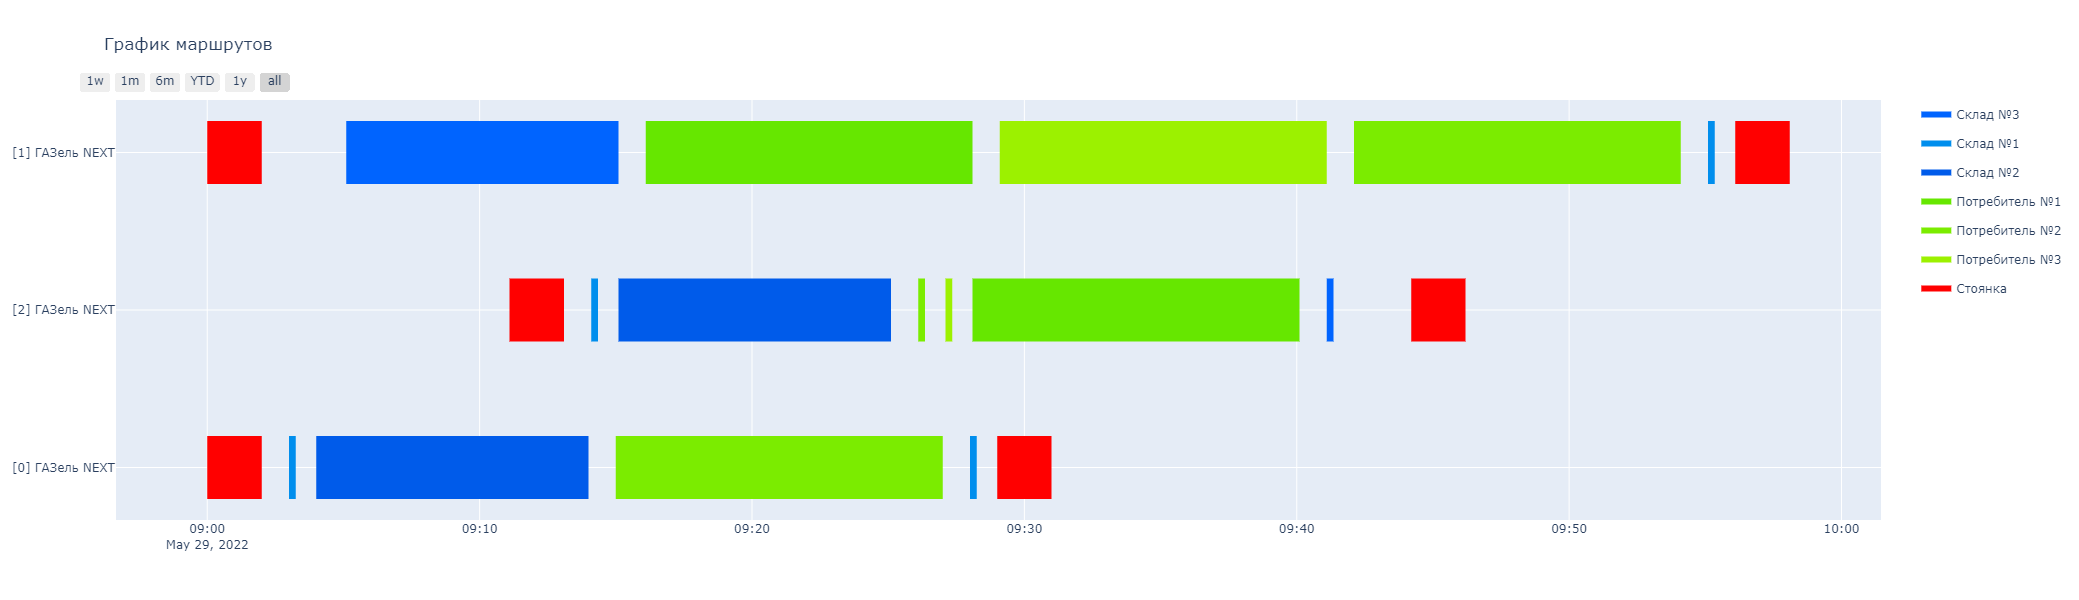 График маршрутов
1w
1m
6m
YTD
1y
all
[1] ГАЗель NEXT
[2] ГАЗель NEXT
[0] ГАЗель NEXT
09:00
May 29, 2022
09:10
09:20
09:30
09:40
09:50
10:00
Склад №3
Склад №1
Склад №2
Потребитель №1
Потребитель №2
Потребитель №3
Стоянка